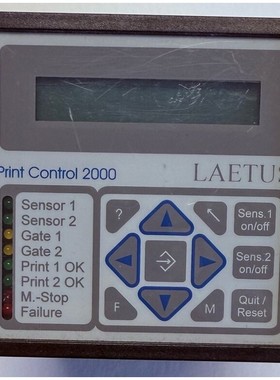 Print Control 2000
LAETUS
Sensor 1
Sensor 2
Gate 1
Gate 2
Print 1 OK
Print 2 OK
M.-Stop
Failure
?
Sens.1
on/off
Sens.2
on/off
F
M
Quit /
Reset